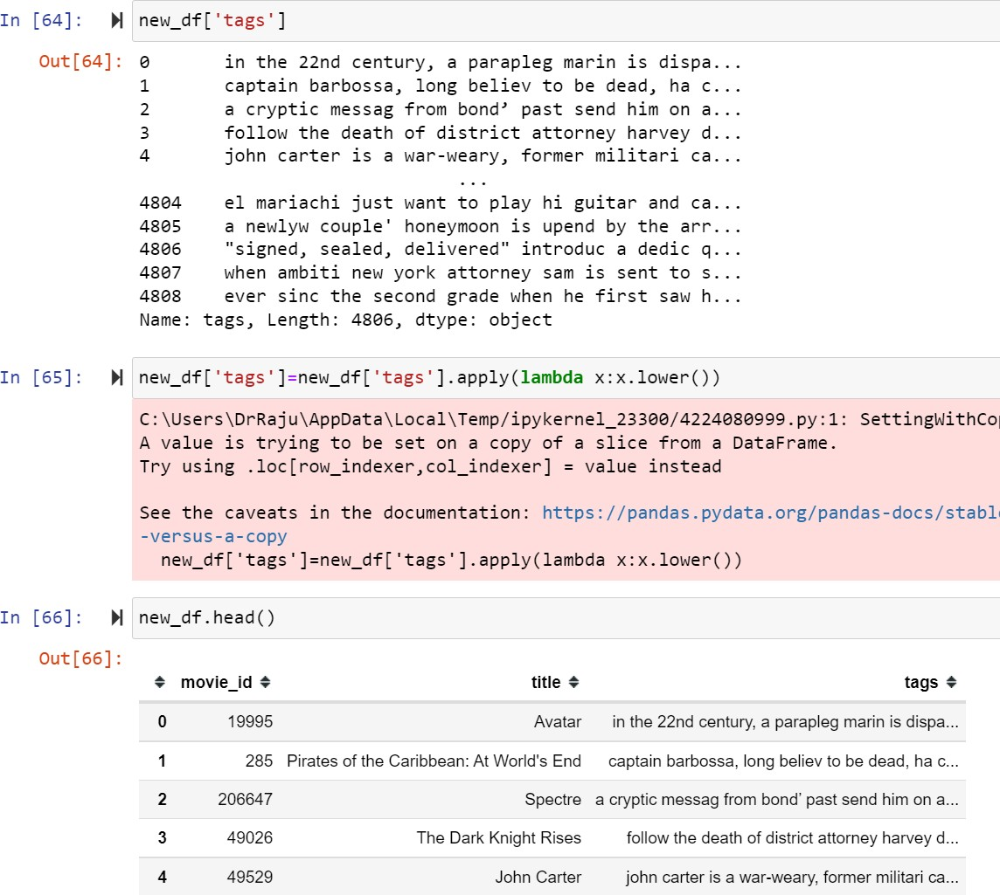 In [64]: new_df['tags']
Out[64]: 0 in the 22nd century, a parapleg marin is dispa...
1 captain barbossa, long believ to be dead, ha c...
2 a cryptic messag from bond’ past send him on a...
3 follow the death of district attorney harvey d...
4 john carter is a war-weary, former militari ca...
...
4804 el mariachi just want to play hi guitar and ca...
4805 a newlyw couple' honeymoon is upend by the arr...
4806 "signed, sealed, delivered" introduc a dedic q...
4807 when ambiti new york attorney sam is sent to s...
4808 ever sinc the second grade when he first saw h...
Name: tags, Length: 4806, dtype: object
In [65]: new_df['tags']=new_df['tags'].apply(lambda x:x.lower())
C:\Users\DrRaju\AppData\Local\Temp/ipykernel_23300/4224080999.py:1: SettingWithCo
A value is trying to be set on a copy of a slice from a DataFrame.
Try using .loc[row_indexer,col_indexer] = value instead
See the caveats in the documentation: https://pandas.pydata.org/pandas-docs/stabl
-versus-a-copy
new_df['tags']=new_df['tags'].apply(lambda x:x.lower())
In [66]: new_df.head()
Out[66]:
movie_id title tags
0 19995 Avatar in the 22nd century, a parapleg marin is dispa...
1 285 Pirates of the Caribbean: At World's End captain barbossa, long believ to be dead, ha c...
2 206647 Spectre a cryptic messag from bond’ past send him on a...
3 49026 The Dark Knight Rises follow the death of district attorney harvey d...
4 49529 John Carter john carter is a war-weary, former militari ca...